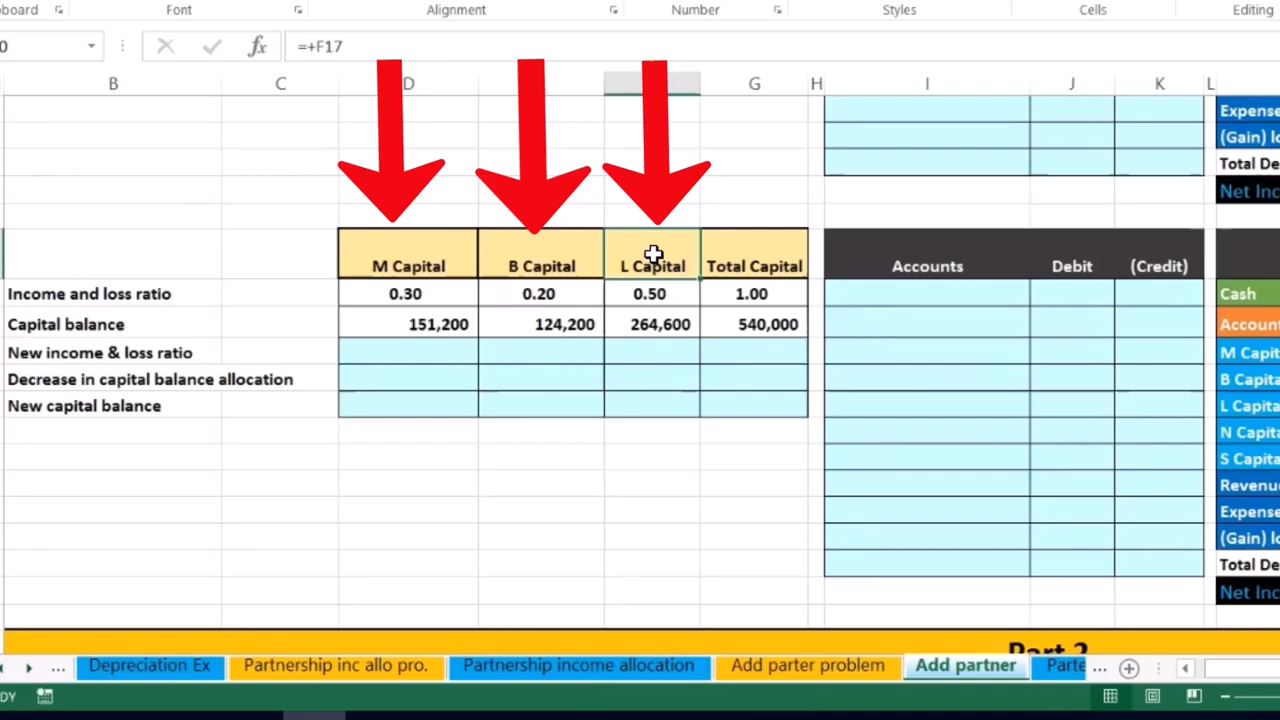 Font Alignment Number Styles Cells Editing
=+F17
B C D G H I J K L
Expense
(Gain) lo
Total De
Net Inc
M Capital B Capital L Capital Total Capital Accounts Debit (Credit)
Income and loss ratio 0.30 0.20 0.50 1.00 Cash
Capital balance 151,200 124,200 264,600 540,000 Account
New income & loss ratio M Capit
Decrease in capital balance allocation B Capita
New capital balance L Capita
N Capita
S Capita
Revenue
Expense
(Gain) lo
Total De
Net Inc
Part 2
... Depreciation Ex Partnership inc allo pro. Partnership income allocation Add parter problem Add partner Parte ...
DY